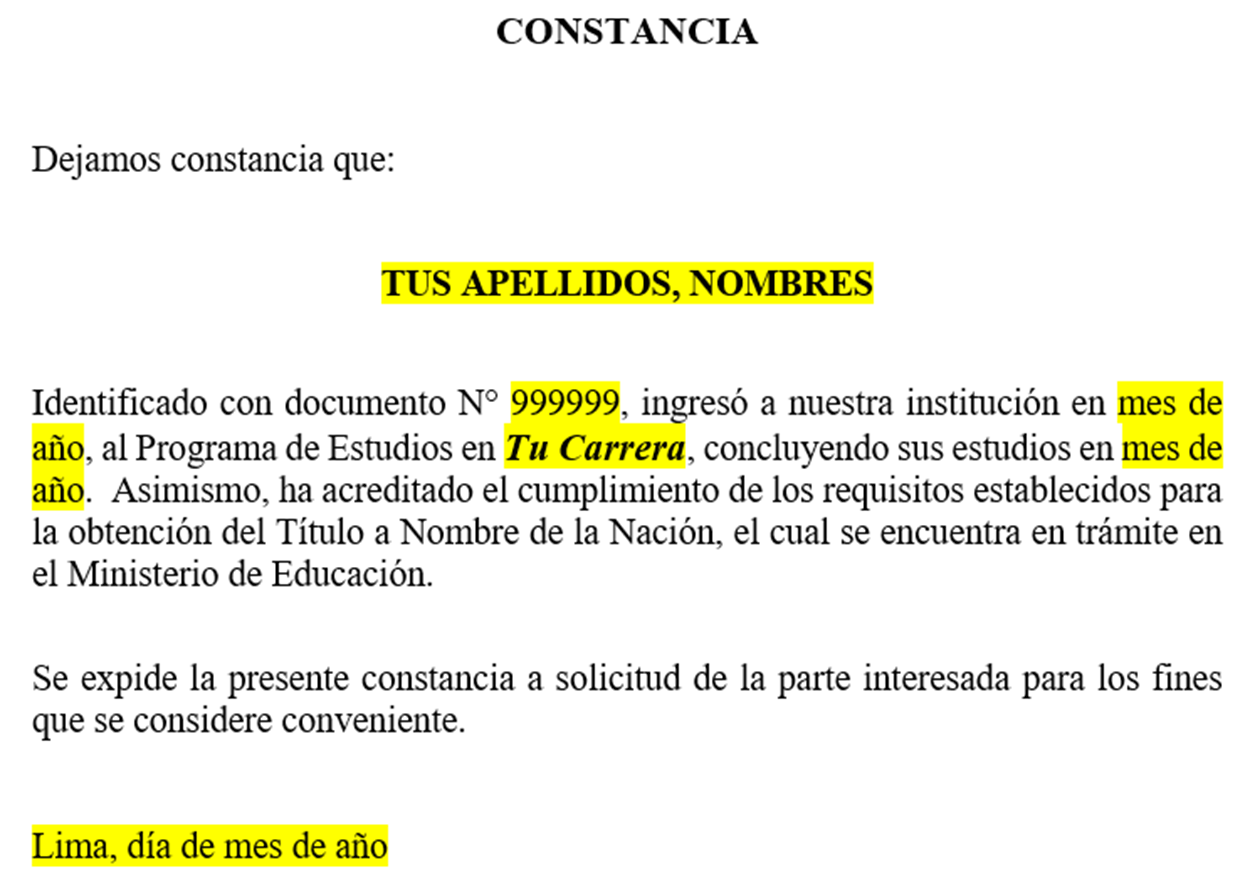 CONSTANCIA
Dejamos constancia que:
TUS APELLIDOS, NOMBRES
Identificado con documento N° 999999, ingresó a nuestra institución en mes de
año, al Programa de Estudios en Tu Carrera, concluyendo sus estudios en mes de
año.  Asimismo, ha acreditado el cumplimiento de los requisitos establecidos para
la obtención del Título a Nombre de la Nación, el cual se encuentra en trámite en
el Ministerio de Educación.
Se expide la presente constancia a solicitud de la parte interesada para los fines
que se considere conveniente.
Lima, día de mes de año